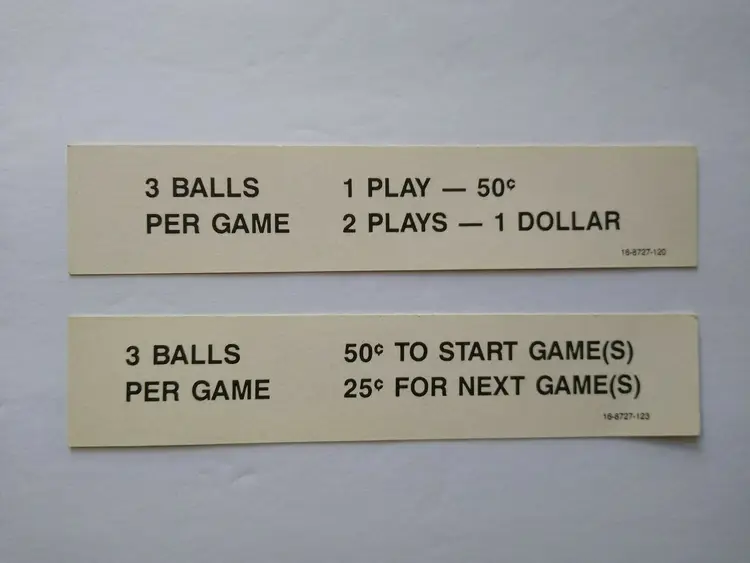 3 BALLS 1 PLAY — 50¢
PER GAME 2 PLAYS — 1 DOLLAR
16-8727-120
3 BALLS 50¢ TO START GAME(S)
PER GAME 25¢ FOR NEXT GAME(S)
16-8727-123